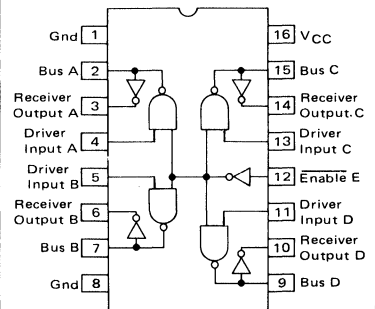 Gnd 1
Bus A 2
Receiver
Output A 3
Driver
Input A 4
Driver
Input B 5
Receiver
Output B 6
Bus B 7
Gnd 8
16 VCC
15 Bus C
14 Receiver
Output.C
13 Driver
Input C
12 Enable E
11 Driver
Input D
10 Receiver
Output D
9 Bus D